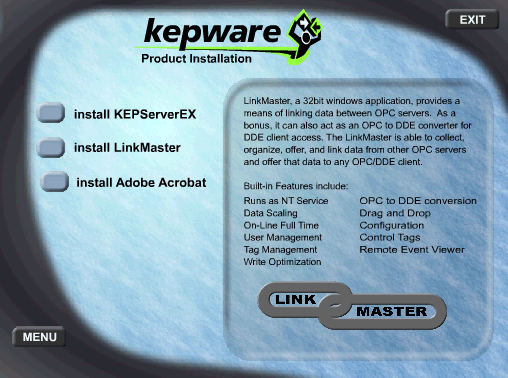 EXIT
kepware
Product Installation
install KEPServerEX
install LinkMaster
install Adobe Acrobat
LinkMaster, a 32bit windows application, provides a
means of linking data between OPC servers. As a
bonus, it can also act as an OPC to DDE converter for
DDE client access. The LinkMaster is able to collect,
organize, offer, and link data from other OPC servers
and offer that data to any OPC/DDE client.
Built-in Features include:
Runs as NT Service OPC to DDE conversion
Data Scaling Drag and Drop
On-Line Full Time Configuration
User Management Control Tags
Tag Management Remote Event Viewer
Write Optimization
LINK
MASTER
MENU